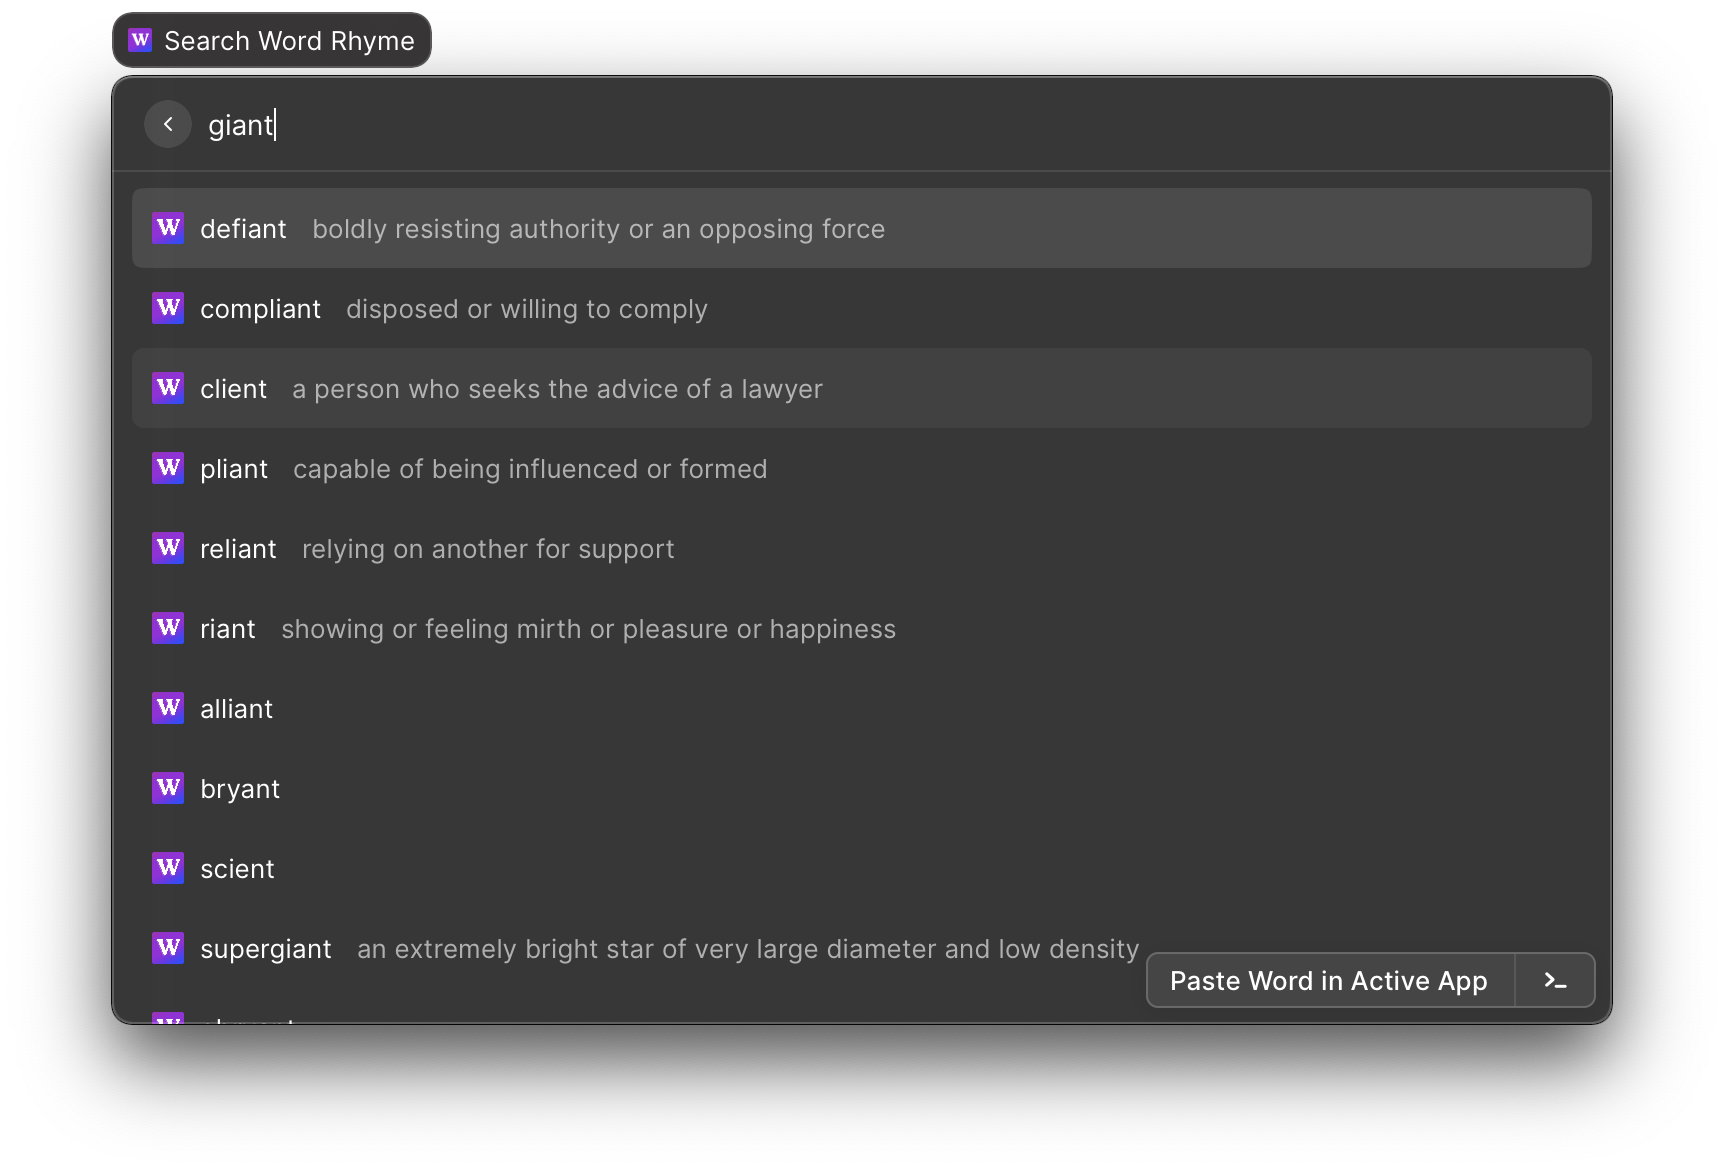 W Search Word Rhyme
giant
W defiant boldly resisting authority or an opposing force
W compliant disposed or willing to comply
W client a person who seeks the advice of a lawyer
W pliant capable of being influenced or formed
W reliant relying on another for support
W riant showing or feeling mirth or pleasure or happiness
W alliant
W bryant
W scient
W supergiant an extremely bright star of very large diameter and low density
Paste Word in Active App